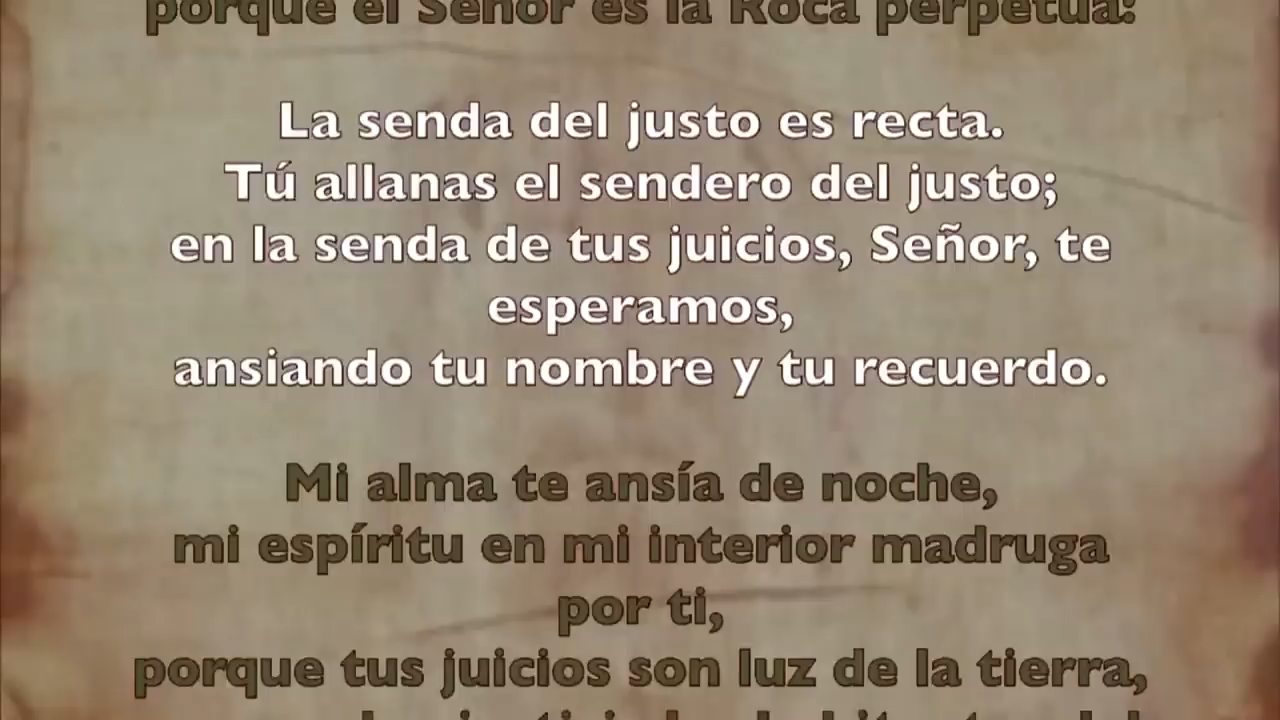 porque el Señor es la Roca perpetua:
La senda del justo es recta.
Tú allanas el sendero del justo;
en la senda de tus juicios, Señor, te
esperamos,
ansiando tu nombre y tu recuerdo.
Mi alma te ansía de noche,
mi espíritu en mi interior madruga
por ti,
porque tus juicios son luz de la tierra,